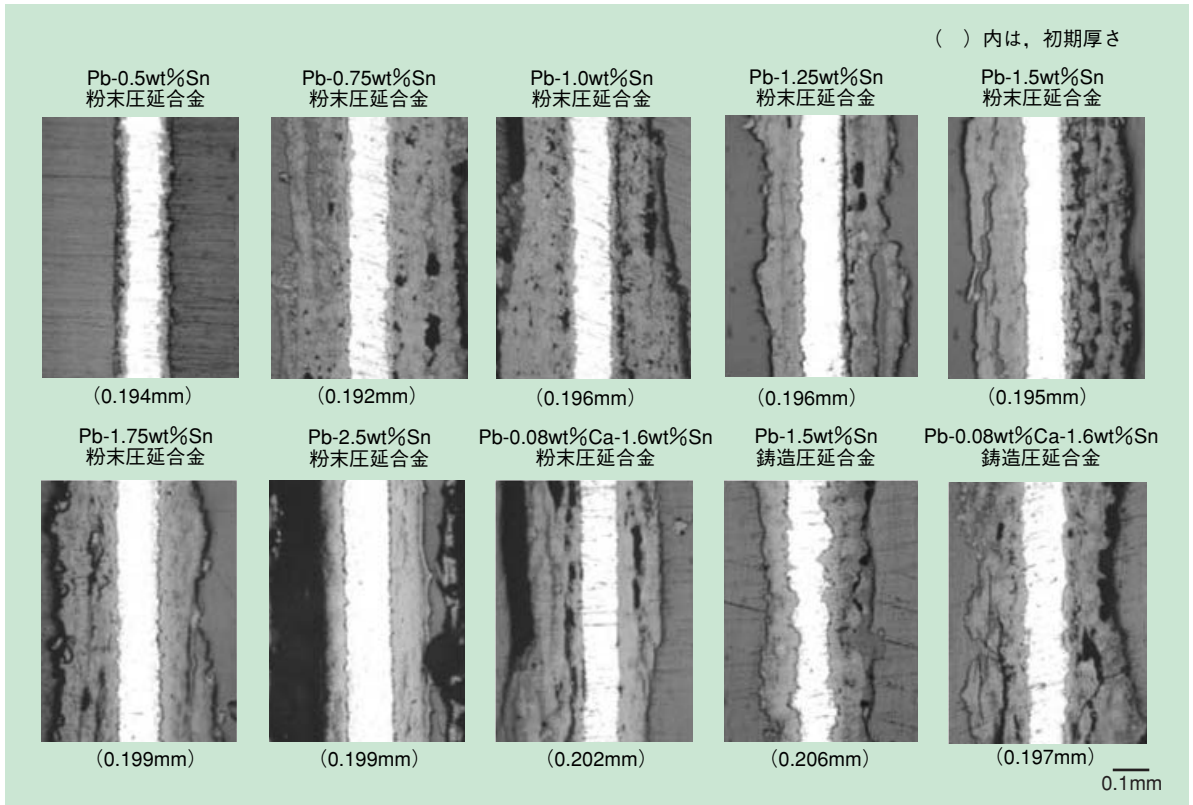 （　）内は，初期厚さ
Pb-0.5wt％Sn
粉末圧延合金
Pb-0.75wt％Sn
粉末圧延合金
Pb-1.0wt％Sn
粉末圧延合金
Pb-1.25wt％Sn
粉末圧延合金
Pb-1.5wt％Sn
粉末圧延合金
（0.194mm）
（0.192mm）
（0.196mm）
（0.196mm）
（0.195mm）
Pb-1.75wt％Sn
粉末圧延合金
Pb-2.5wt％Sn
粉末圧延合金
Pb-0.08wt％Ca-1.6wt％Sn
粉末圧延合金
Pb-1.5wt％Sn
鋳造圧延合金
Pb-0.08wt％Ca-1.6wt％Sn
鋳造圧延合金
（0.199mm）
（0.199mm）
（0.202mm）
（0.206mm）
（0.197mm）
0.1mm